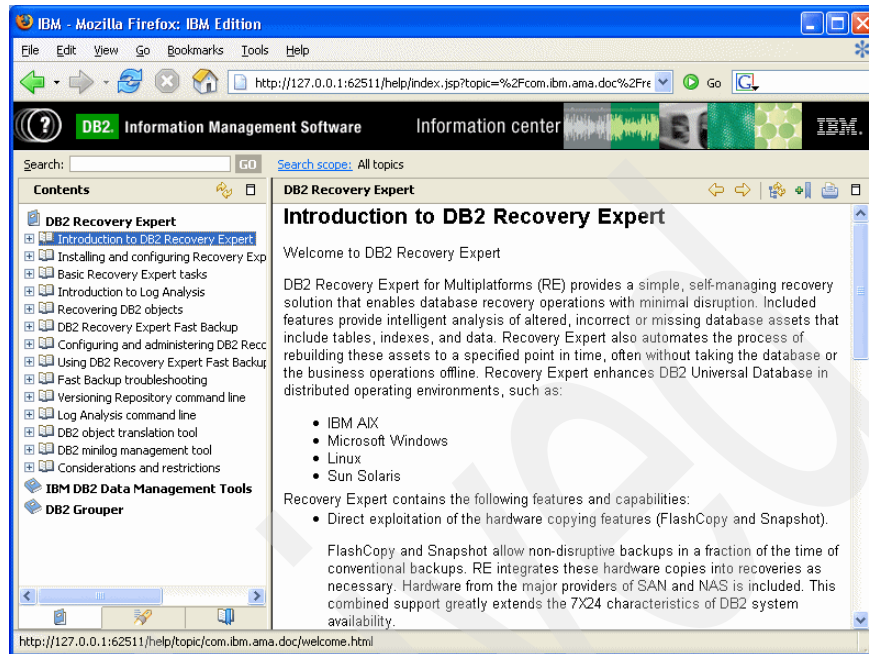 IBM - Mozilla Firefox: IBM Edition
File Edit View Go Bookmarks Tools Help
http://127.0.0.1:62511/help/index.jsp?topic=%2Fcom.ibm.ama.doc%2Fre
Go
G
DB2. Information Management Software
Information center
IBM.
Search:
GO
Search scope: All topics
Contents
DB2 Recovery Expert
Introduction to DB2 Recovery Expert
Installing and configuring Recovery Exp
Basic Recovery Expert tasks
Introduction to Log Analysis
Recovering DB2 objects
DB2 Recovery Expert Fast Backup
Configuring and administering DB2 Reco
Using DB2 Recovery Expert Fast Backup
Fast Backup troubleshooting
Versioning Repository command line
Log Analysis command line
DB2 object translation tool
DB2 minilog management tool
Considerations and restrictions
IBM DB2 Data Management Tools
DB2 Grouper
DB2 Recovery Expert
Introduction to DB2 Recovery Expert
Welcome to DB2 Recovery Expert
DB2 Recovery Expert for Multiplatforms (RE) provides a simple, self-managing recovery
solution that enables database recovery operations with minimal disruption. Included
features provide intelligent analysis of altered, incorrect or missing database assets that
include tables, indexes, and data. Recovery Expert also automates the process of
rebuilding these assets to a specified point in time, often without taking the database or
the business operations offline. Recovery Expert enhances DB2 Universal Database in
distributed operating environments, such as:
• IBM AIX
• Microsoft Windows
• Linux
• Sun Solaris
Recovery Expert contains the following features and capabilities:
• Direct exploitation of the hardware copying features (FlashCopy and Snapshot).
FlashCopy and Snapshot allow non-disruptive backups in a fraction of the time of
conventional backups. RE integrates these hardware copies into recoveries as
necessary. Hardware from the major providers of SAN and NAS is included. This
combined support greatly extends the 7X24 characteristics of DB2 system
availability.
http://127.0.0.1:62511/help/topic/com.ibm.ama.doc/welcome.html